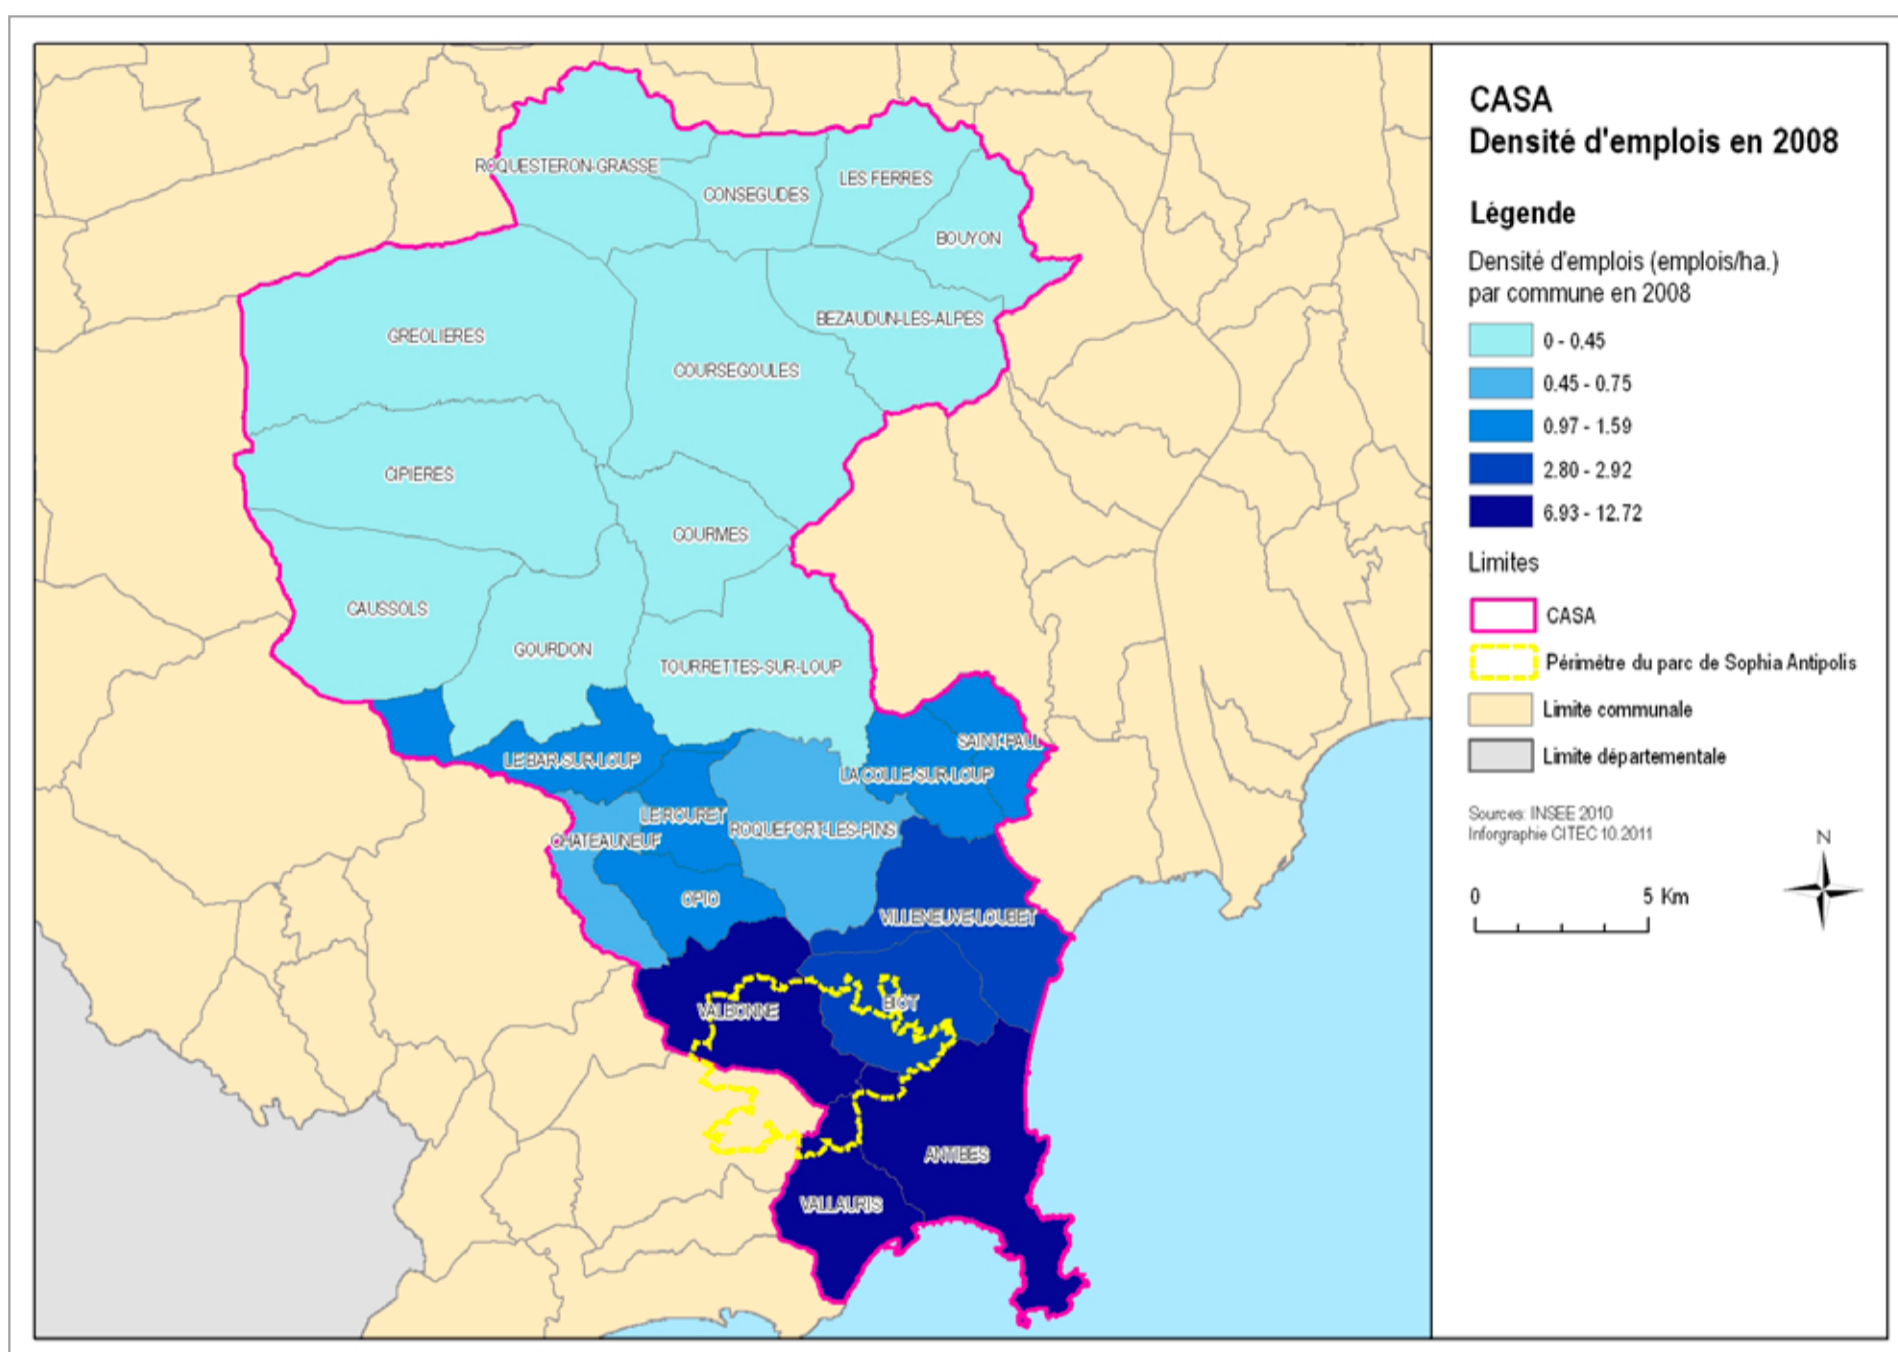 CASA
Densité d'emplois en 2008
Légende
Densité d'emplois (emplois/ha.)
par commune en 2008
0 - 0.45
0.45 - 0.75
0.97 - 1.59
2.80 - 2.92
6.93 - 12.72
Limites
CASA
Périmètre du parc de Sophia Antipolis
Limite communale
Limite départementale
Sources: INSEE 2010
Inforgraphie CITEC 10.2011
N
0 5 Km
ROQUESTERON-GRASSE
CONSEGUDES
LES FERRES
BOUYON
BEZAUDUN-LES-ALPES
GREOLIERES
COURSEGOULES
CIPIERES
COURMES
CAUSSOLS
GOURDON
TOURRETTES-SUR-LOUP
SAINT-PAUL
LE BAR-SUR-LOUP
LA COLLE-SUR-LOUP
LE ROURET
ROQUEFORT-LES-PINS
CHATEAUNEUF
OPIO
VILLENEUVE-LOUBET
VALBONNE
BIOT
ANTIBES
VALLAURIS